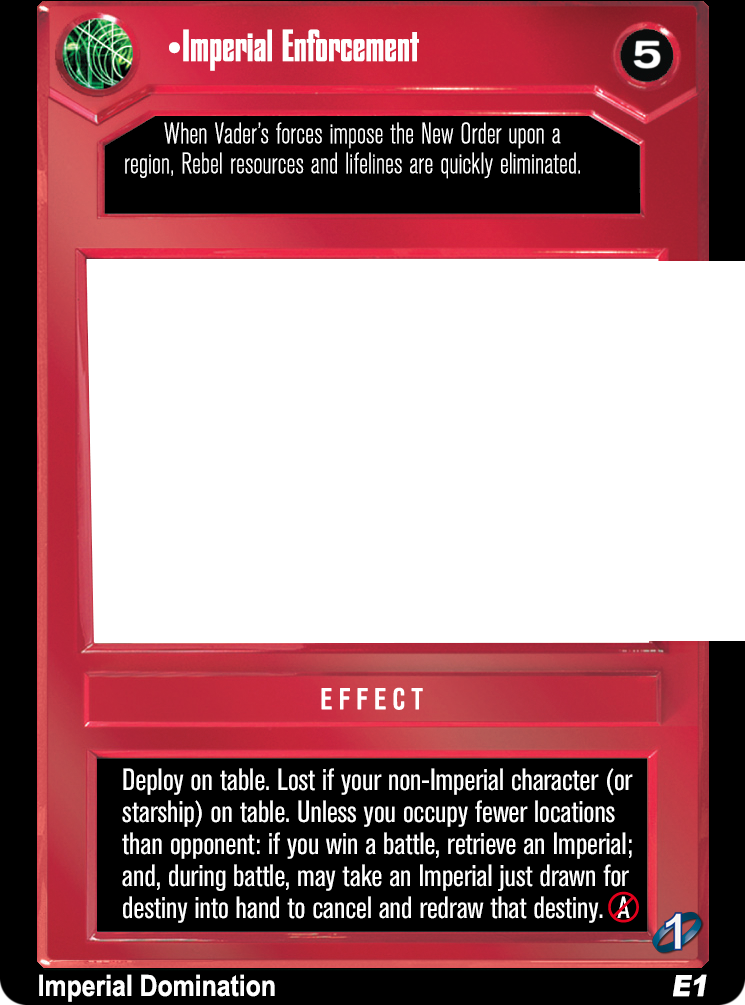 •Imperial Enforcement
5
When Vader's forces impose the New Order upon a
region, Rebel resources and lifelines are quickly eliminated.
EFFECT
Deploy on table. Lost if your non-Imperial character (or
starship) on table. Unless you occupy fewer locations
than opponent: if you win a battle, retrieve an Imperial;
and, during battle, may take an Imperial just drawn for
destiny into hand to cancel and redraw that destiny. A
1
Imperial Domination
E1